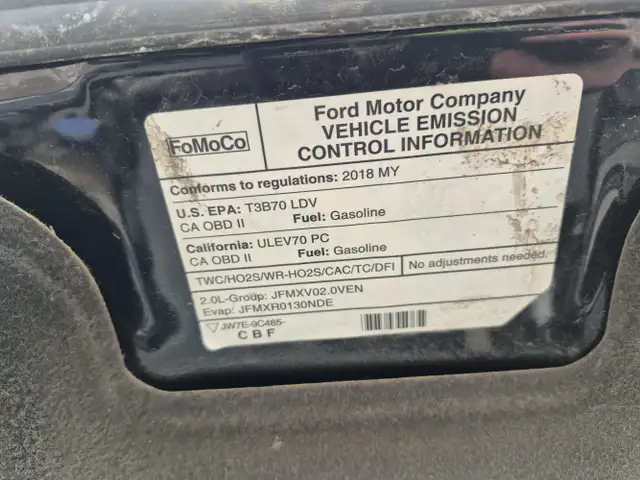 FoMoCo
Ford Motor Company
VEHICLE EMISSION
CONTROL INFORMATION
Conforms to regulations: 2018 MY
U.S. EPA: T3B70 LDV
CA OBD II Fuel: Gasoline
California: ULEV70 PC
CA OBD II Fuel: Gasoline
TWC/HO2S/WR-HO2S/CAC/TC/DFI No adjustments needed.
2.0L-Group: JFMXV02.0VEN
Evap: JFMXR0130NDE
JW7E-9C485-
CBF